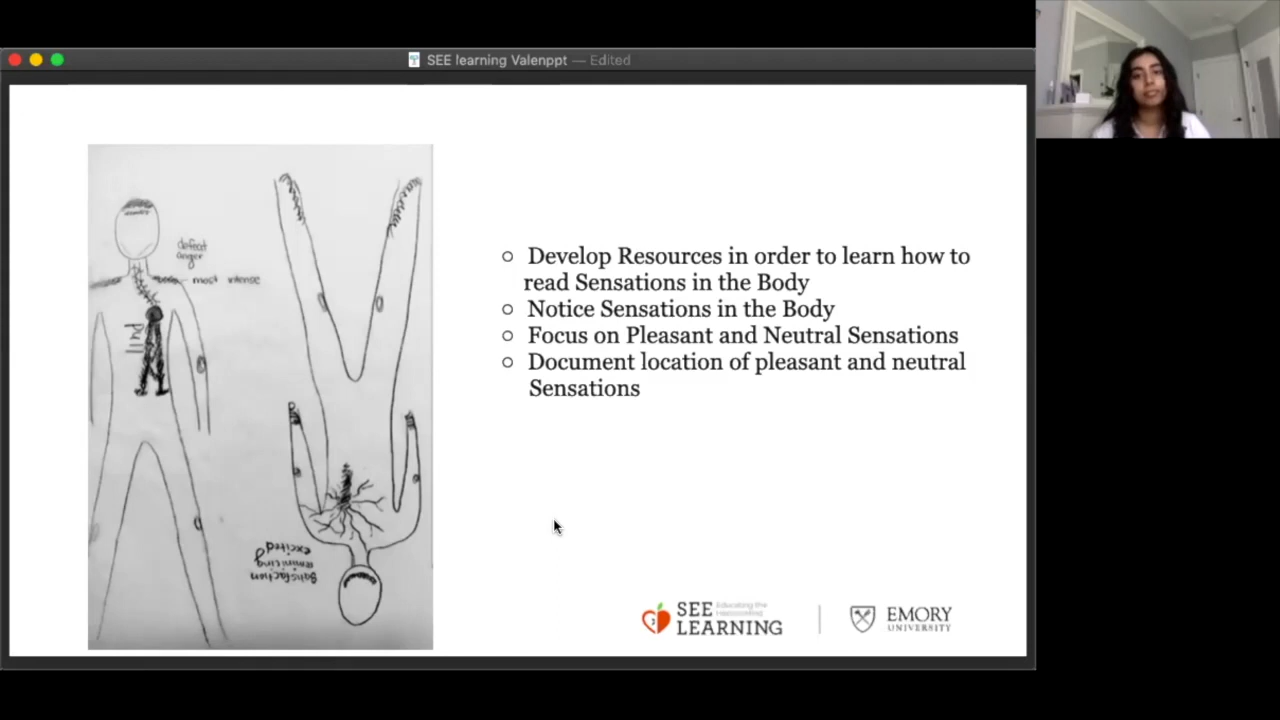 SEE learning Valenppt — Edited
defeat
anger
most intense
○ Develop Resources in order to learn how to
read Sensations in the Body
○ Notice Sensations in the Body
○ Focus on Pleasant and Neutral Sensations
○ Document location of pleasant and neutral
Sensations
satisfaction
excited
SEE Educating the
LEARNING
EMORY
UNIVERSITY